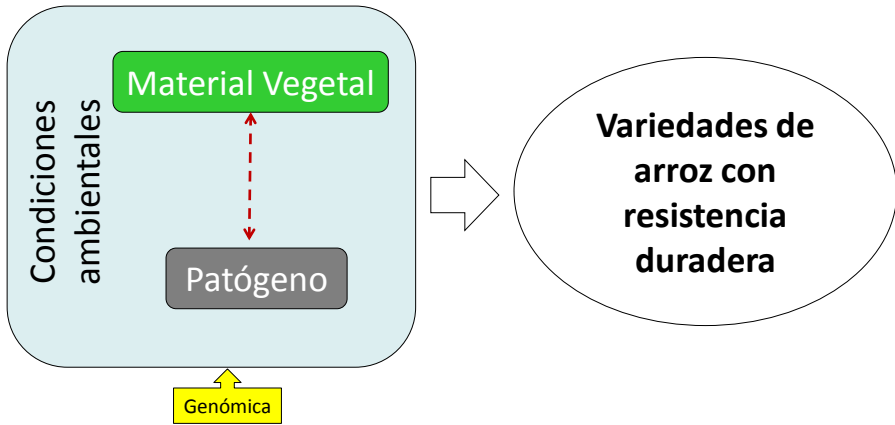 Condiciones
ambientales
Material Vegetal
Patógeno
Genómica
Variedades de
arroz con
resistencia
duradera